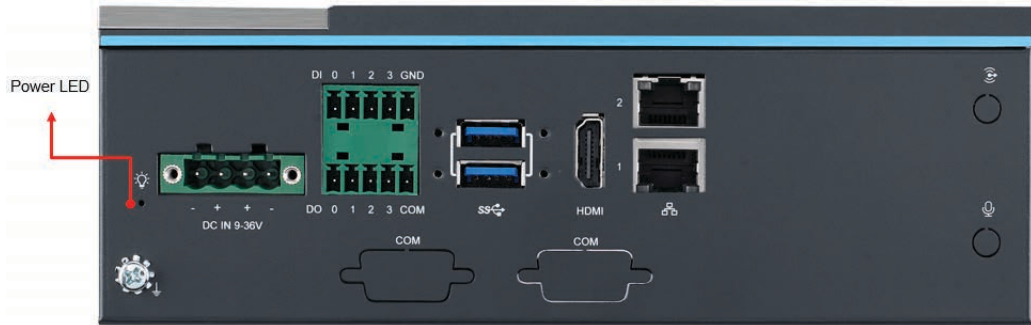 Power LED
DI 0 1 2 3 GND
2
1
- + + -
DC IN 9-36V
DO 0 1 2 3 COM
SS
HDMI
COM
COM